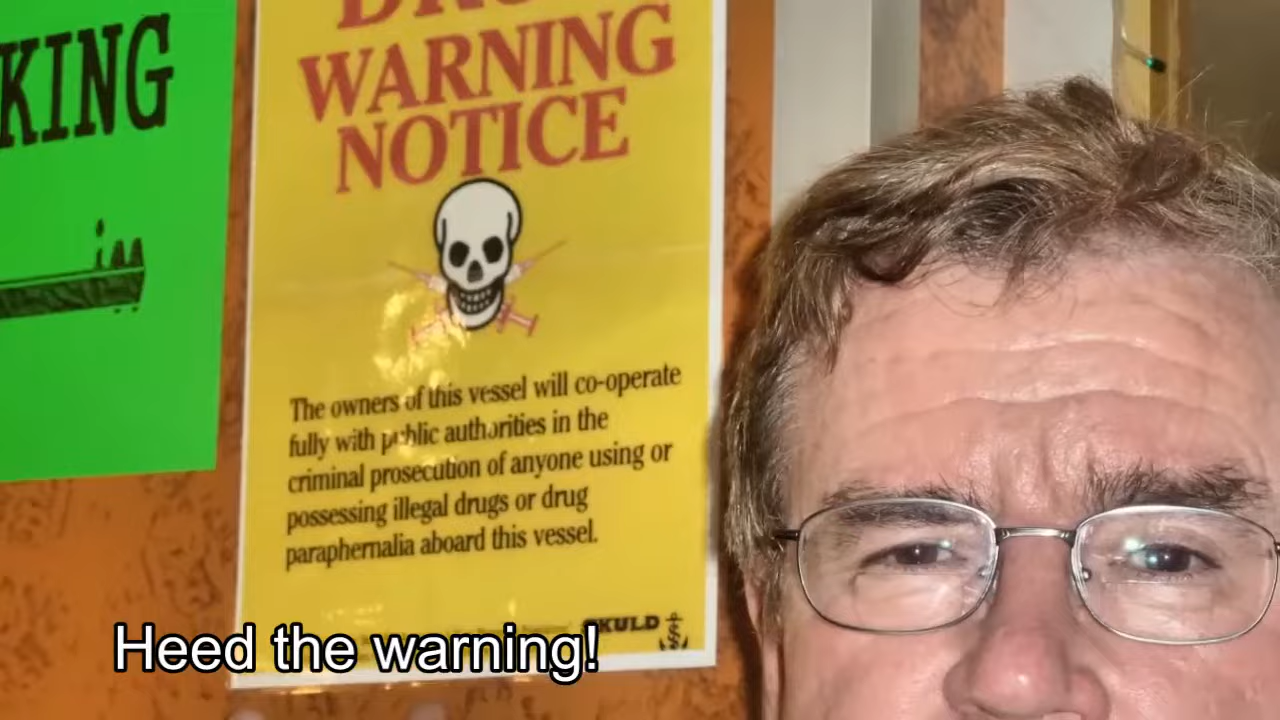 KING
WARNING
NOTICE
The owners of this vessel will co-operate
fully with public authorities in the
criminal prosecution of anyone using or
possessing illegal drugs or drug
paraphernalia aboard this vessel.
SKULD
Heed the warning!